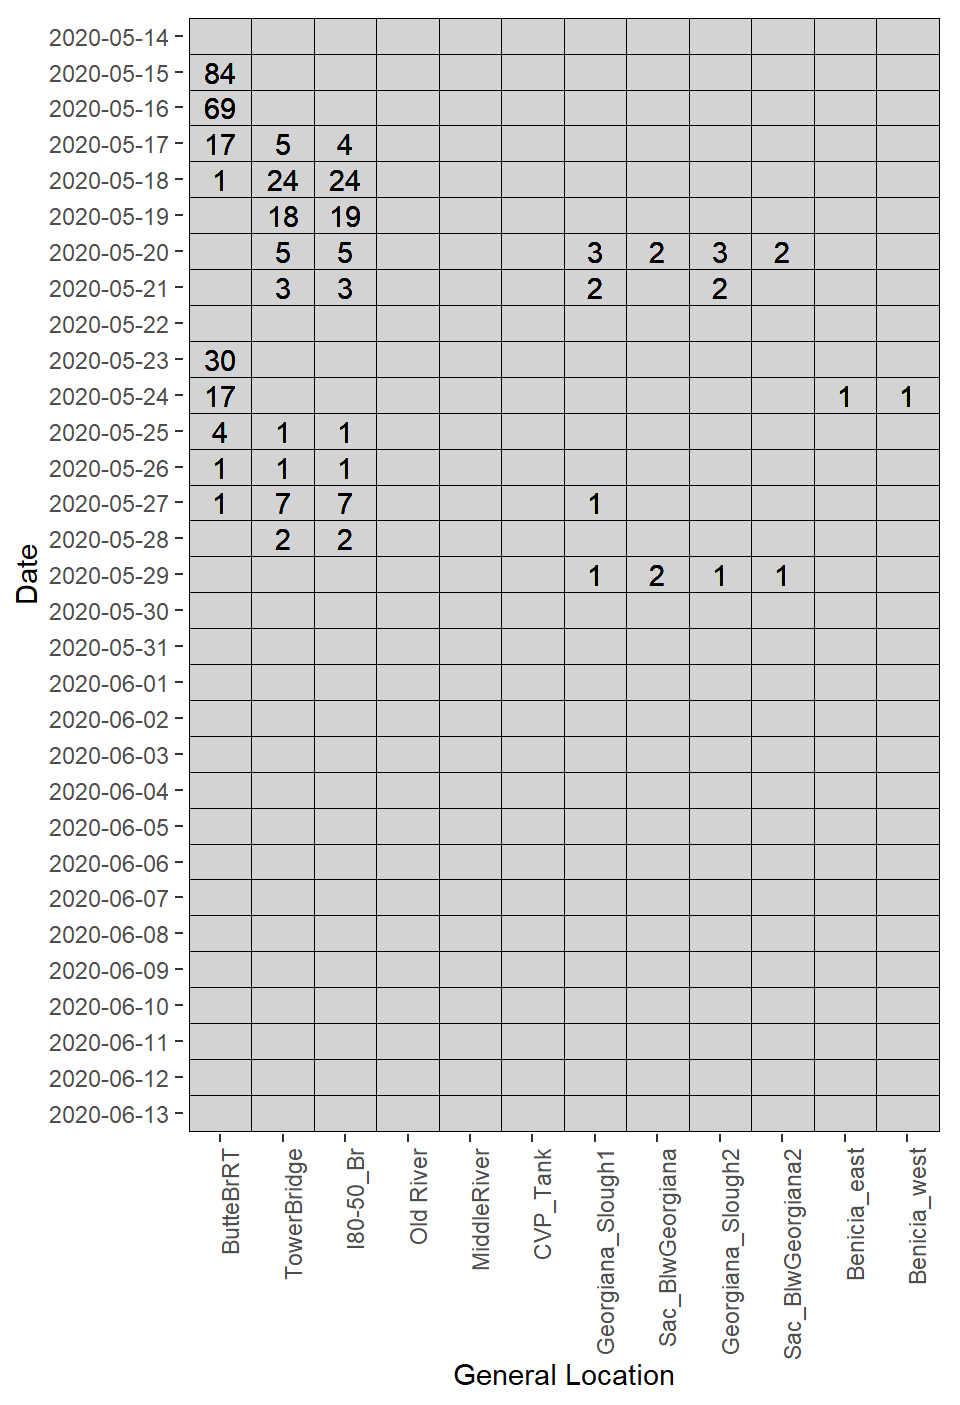 2020-05-14
2020-05-15 84
2020-05-16 69
2020-05-17 17 5 4
2020-05-18 1 24 24
2020-05-19 18 19
2020-05-20 5 5 3 2 3 2
2020-05-21 3 3 2 2
2020-05-22
2020-05-23 30
2020-05-24 17 1 1
2020-05-25 4 1 1
2020-05-26 1 1 1
2020-05-27 1 7 7 1
2020-05-28 2 2
2020-05-29 1 2 1 1
2020-05-30
2020-05-31
2020-06-01
2020-06-02
2020-06-03
2020-06-04
2020-06-05
2020-06-06
2020-06-07
2020-06-08
2020-06-09
2020-06-10
2020-06-11
2020-06-12
2020-06-13
Date
ButteBrRT
TowerBridge
I80-50_Br
Old River
MiddleRiver
CVP_Tank
Georgiana_Slough1
Sac_BlwGeorgiana
Georgiana_Slough2
Sac_BlwGeorgiana2
Benicia_east
Benicia_west
General Location